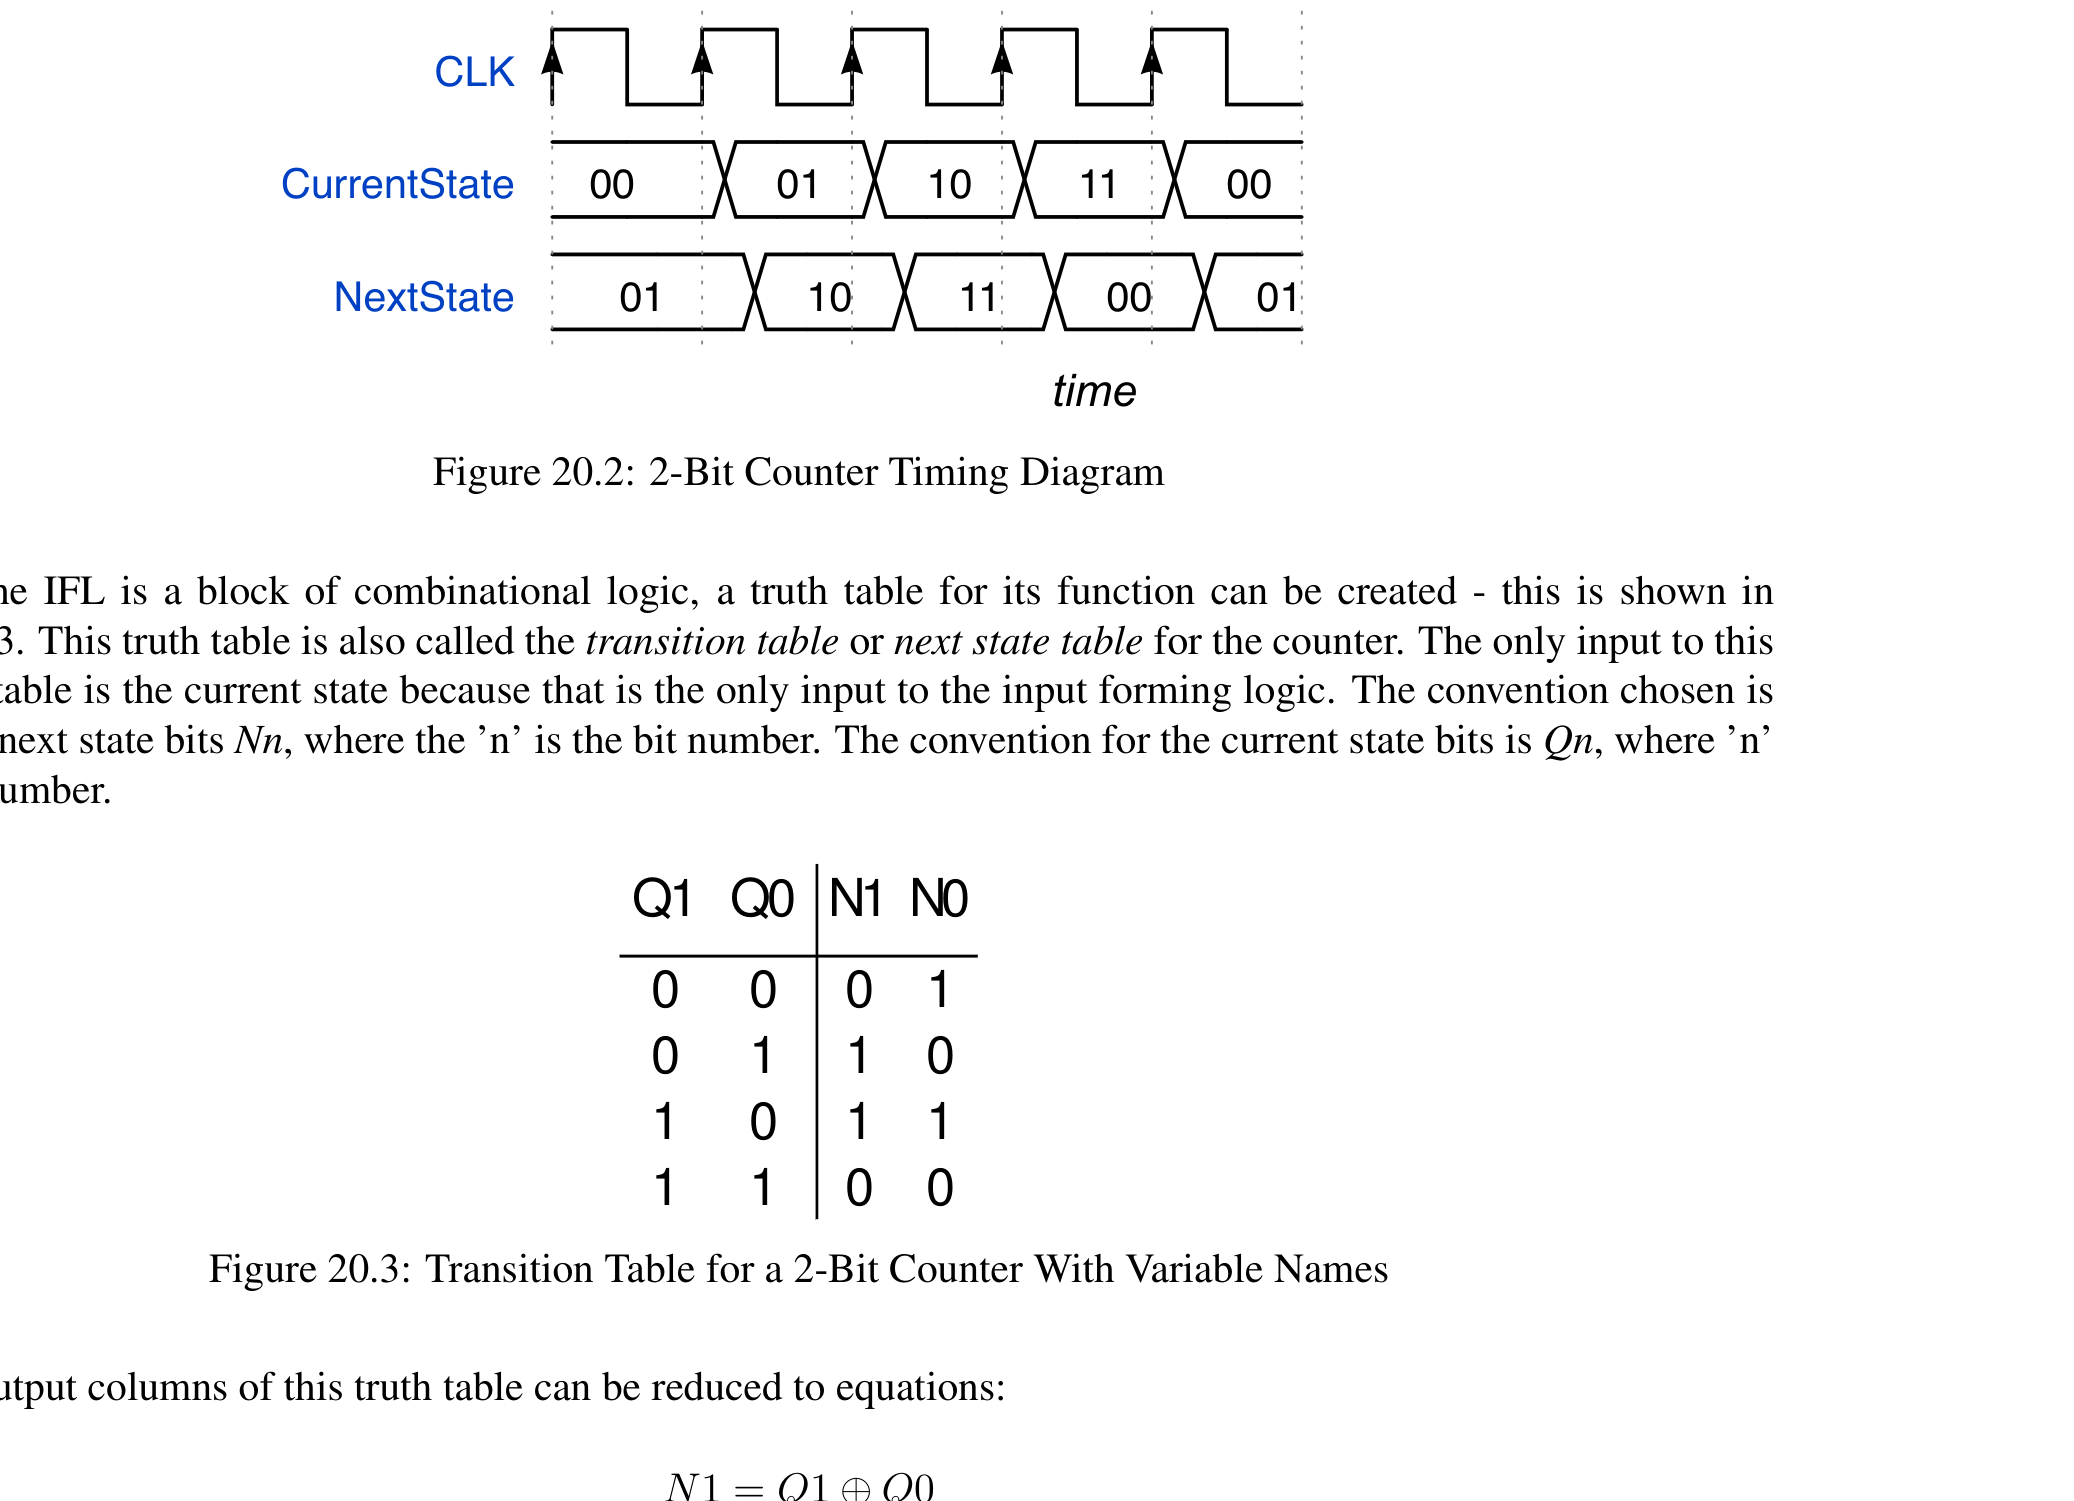 CLK
CurrentState 00 01 10 11 00
NextState 01 10 11 00 01
time
Figure 20.2: 2-Bit Counter Timing Diagram
ne IFL is a block of combinational logic, a truth table for its function can be created - this is shown in
3. This truth table is also called the transition table or next state table for the counter. The only input to this
table is the current state because that is the only input to the input forming logic. The convention chosen is
next state bits Nn, where the ’n’ is the bit number. The convention for the current state bits is Qn, where ’n’
umber.
Q1 Q0 N1 N0
0 0 0 1
0 1 1 0
1 0 1 1
1 1 0 0
Figure 20.3: Transition Table for a 2-Bit Counter With Variable Names
utput columns of this truth table can be reduced to equations:
N1 = Q1 ⊕ Q0